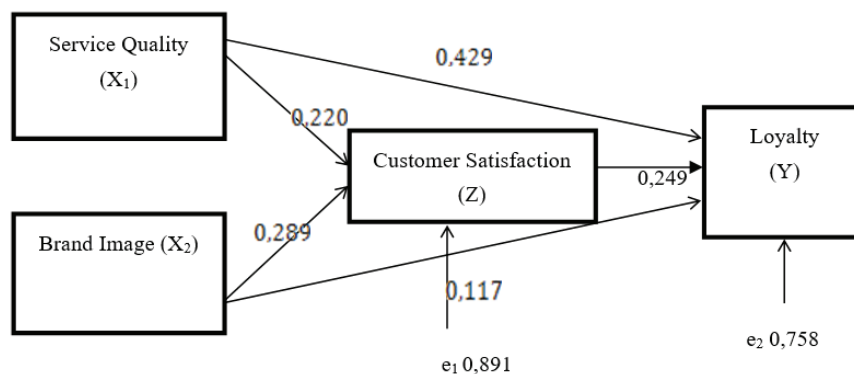 Service Quality
(X₁)
0,429
0,220
Customer Satisfaction
(Z)
Loyalty
(Y)
0,249
Brand Image (X₂)
0,289
0,117
e₁ 0,891
e₂ 0,758